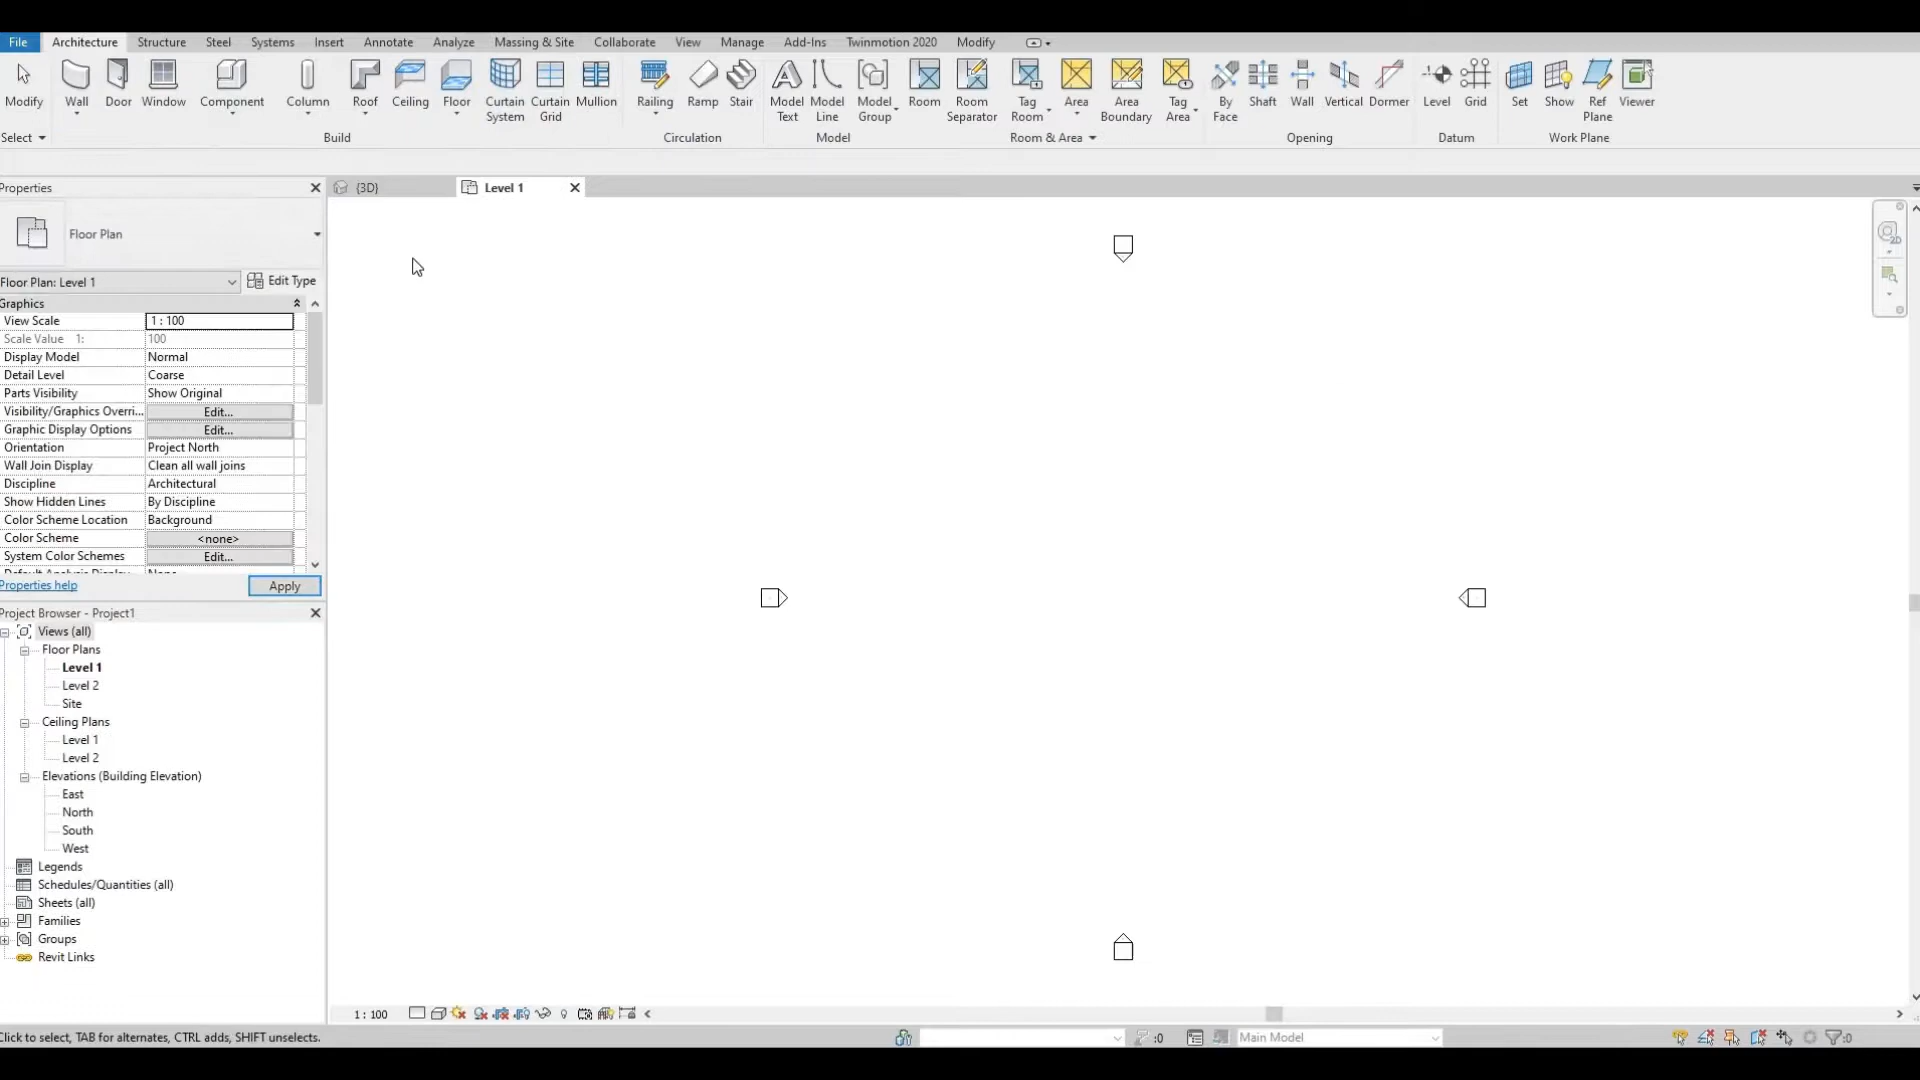 File Architecture Structure Steel Systems Insert Annotate Analyze Massing & Site Collaborate View Manage Add-Ins Twinmotion 2020 Modify
Modify Wall Door Window Component Column Roof Ceiling Floor Curtain System Curtain Grid Mullion Railing Ramp Stair Model Text Model Line Model Group Room Room Separator Tag Room Area Area Boundary Tag Area By Face Shaft Wall Vertical Dormer Level Grid Set Show Ref Plane Viewer
Select Build Circulation Model Room & Area Opening Datum Work Plane
Properties
{3D} Level 1
Floor Plan
Floor Plan: Level 1 Edit Type
Graphics
View Scale 1 : 100
Scale Value 1: 100
Display Model Normal
Detail Level Coarse
Parts Visibility Show Original
Visibility/Graphics Overri... Edit...
Graphic Display Options Edit...
Orientation Project North
Wall Join Display Clean all wall joins
Discipline Architectural
Show Hidden Lines By Discipline
Color Scheme Location Background
Color Scheme <none>
System Color Schemes Edit...
Properties help Apply
Project Browser - Project1
Views (all)
Floor Plans
Level 1
Level 2
Site
Ceiling Plans
Level 1
Level 2
Elevations (Building Elevation)
East
North
South
West
Legends
Schedules/Quantities (all)
Sheets (all)
Families
Groups
Revit Links
1 : 100
Click to select, TAB for alternates, CTRL adds, SHIFT unselects. :0 Main Model :0